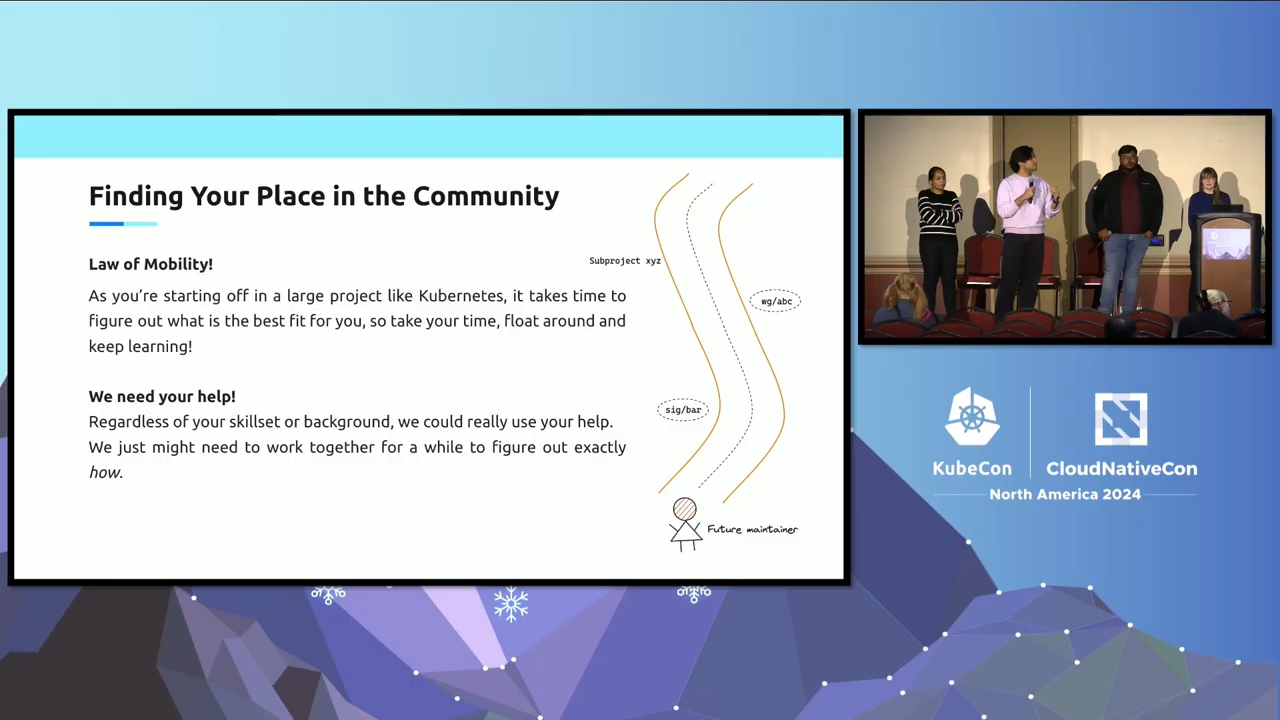 Finding Your Place in the Community
Law of Mobility!
As you’re starting off in a large project like Kubernetes, it takes time to
figure out what is the best fit for you, so take your time, float around and
keep learning!
We need your help!
Regardless of your skillset or background, we could really use your help.
We just might need to work together for a while to figure out exactly
how.
Subproject xyz
wg/abc
sig/bar
Future maintainer
KubeCon
CloudNativeCon
North America 2024